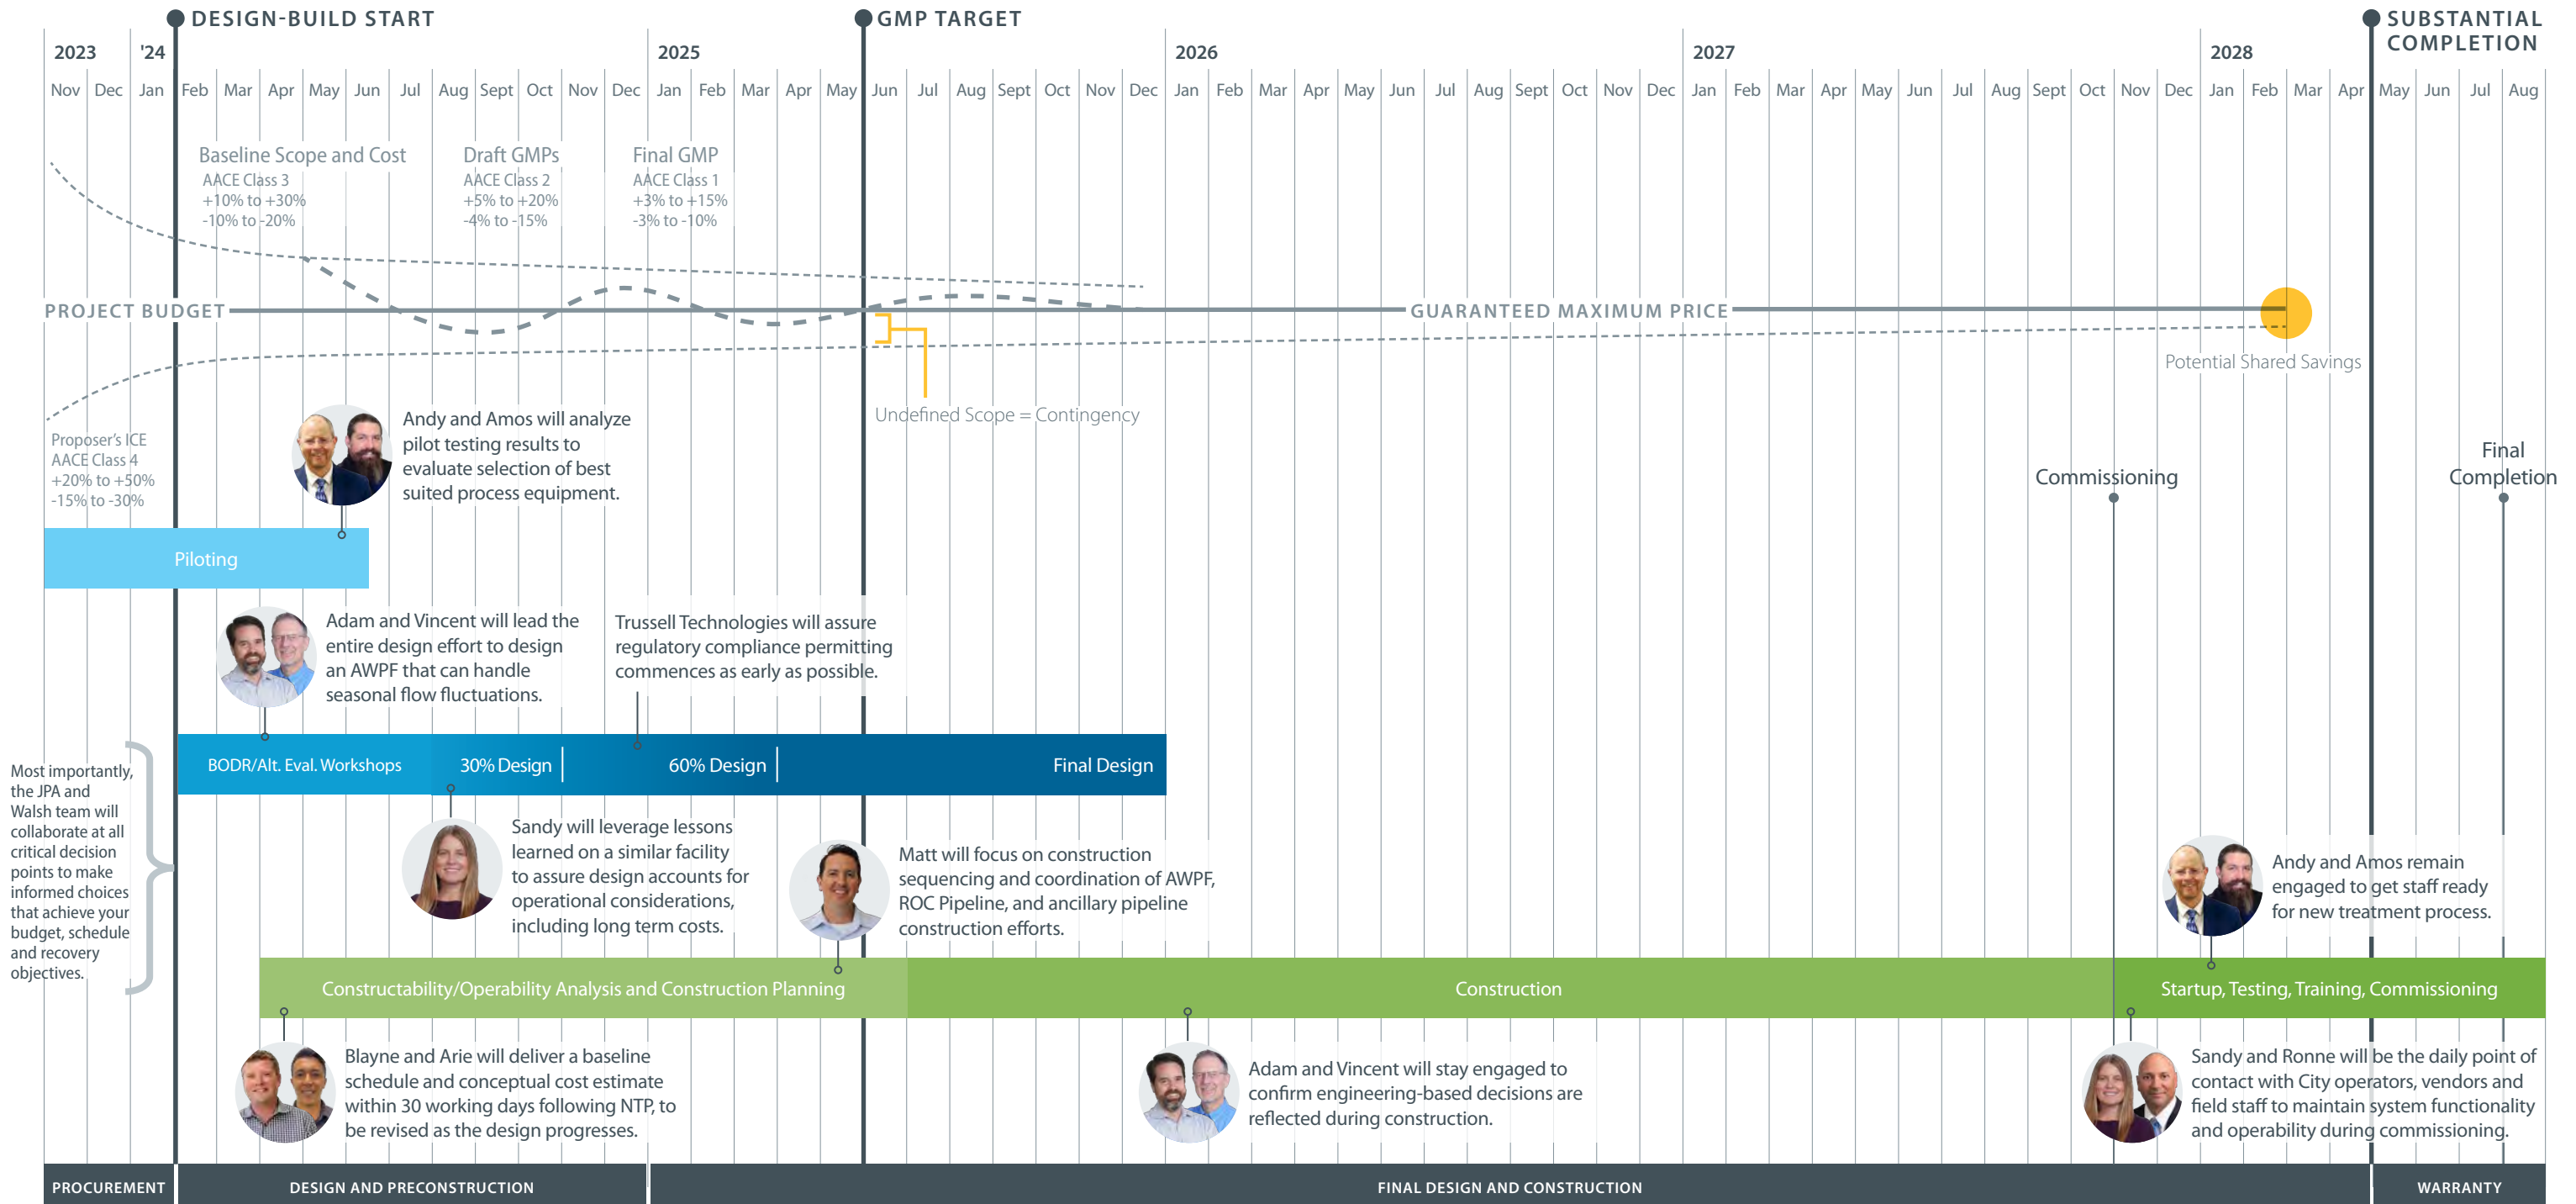 DESIGN-BUILD START
GMP TARGET
SUBSTANTIAL
COMPLETION
2023 '24 2025 2026 2027 2028
Nov Dec Jan Feb Mar Apr May Jun Jul Aug Sept Oct Nov Dec Jan Feb Mar Apr May Jun Jul Aug Sept Oct Nov Dec Jan Feb Mar Apr May Jun Jul Aug Sept Oct Nov Dec Jan Feb Mar Apr May Jun Jul Aug Sept Oct Nov Dec Jan Feb Mar Apr May Jun Jul Aug
Baseline Scope and Cost
AACE Class 3
+10% to +30%
-10% to -20%
Draft GMPs
AACE Class 2
+5% to +20%
-4% to -15%
Final GMP
AACE Class 1
+3% to +15%
-3% to -10%
PROJECT BUDGET
GUARANTEED MAXIMUM PRICE
Potential Shared Savings
Undefined Scope = Contingency
Proposer's ICE
AACE Class 4
+20% to +50%
-15% to -30%
Andy and Amos will analyze
pilot testing results to
evaluate selection of best
suited process equipment.
Commissioning
Final
Completion
Piloting
Adam and Vincent will lead the
entire design effort to design
an AWPF that can handle
seasonal flow fluctuations.
Trussell Technologies will assure
regulatory compliance permitting
commences as early as possible.
BODR/Alt. Eval. Workshops
30% Design
60% Design
Final Design
Most importantly,
the JPA and
Walsh team will
collaborate at all
critical decision
points to make
informed choices
that achieve your
budget, schedule
and recovery
objectives.
Sandy will leverage lessons
learned on a similar facility
to assure design accounts for
operational considerations,
including long term costs.
Matt will focus on construction
sequencing and coordination of AWPF,
ROC Pipeline, and ancillary pipeline
construction efforts.
Andy and Amos remain
engaged to get staff ready
for new treatment process.
Constructability/Operability Analysis and Construction Planning
Construction
Startup, Testing, Training, Commissioning
Blayne and Arie will deliver a baseline
schedule and conceptual cost estimate
within 30 working days following NTP, to
be revised as the design progresses.
Adam and Vincent will stay engaged to
confirm engineering-based decisions are
reflected during construction.
Sandy and Ronne will be the daily point of
contact with City operators, vendors and
field staff to maintain system functionality
and operability during commissioning.
PROCUREMENT
DESIGN AND PRECONSTRUCTION
FINAL DESIGN AND CONSTRUCTION
WARRANTY